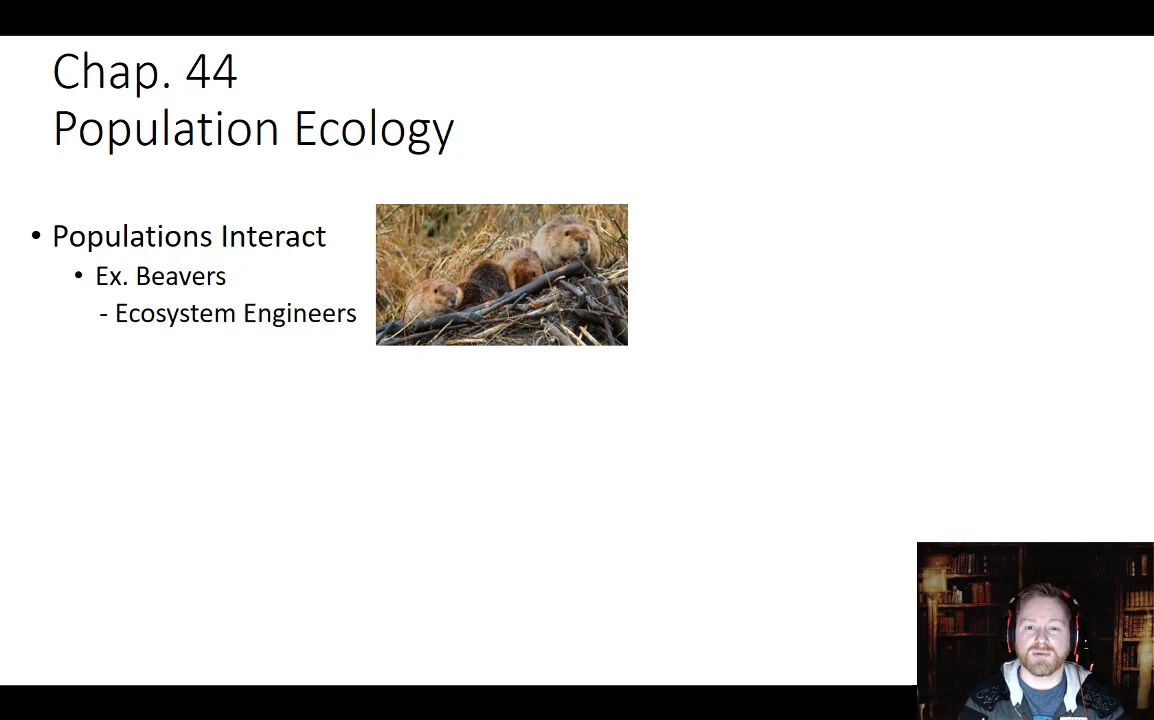 Chap. 44
Population Ecology
• Populations Interact
• Ex. Beavers
- Ecosystem Engineers